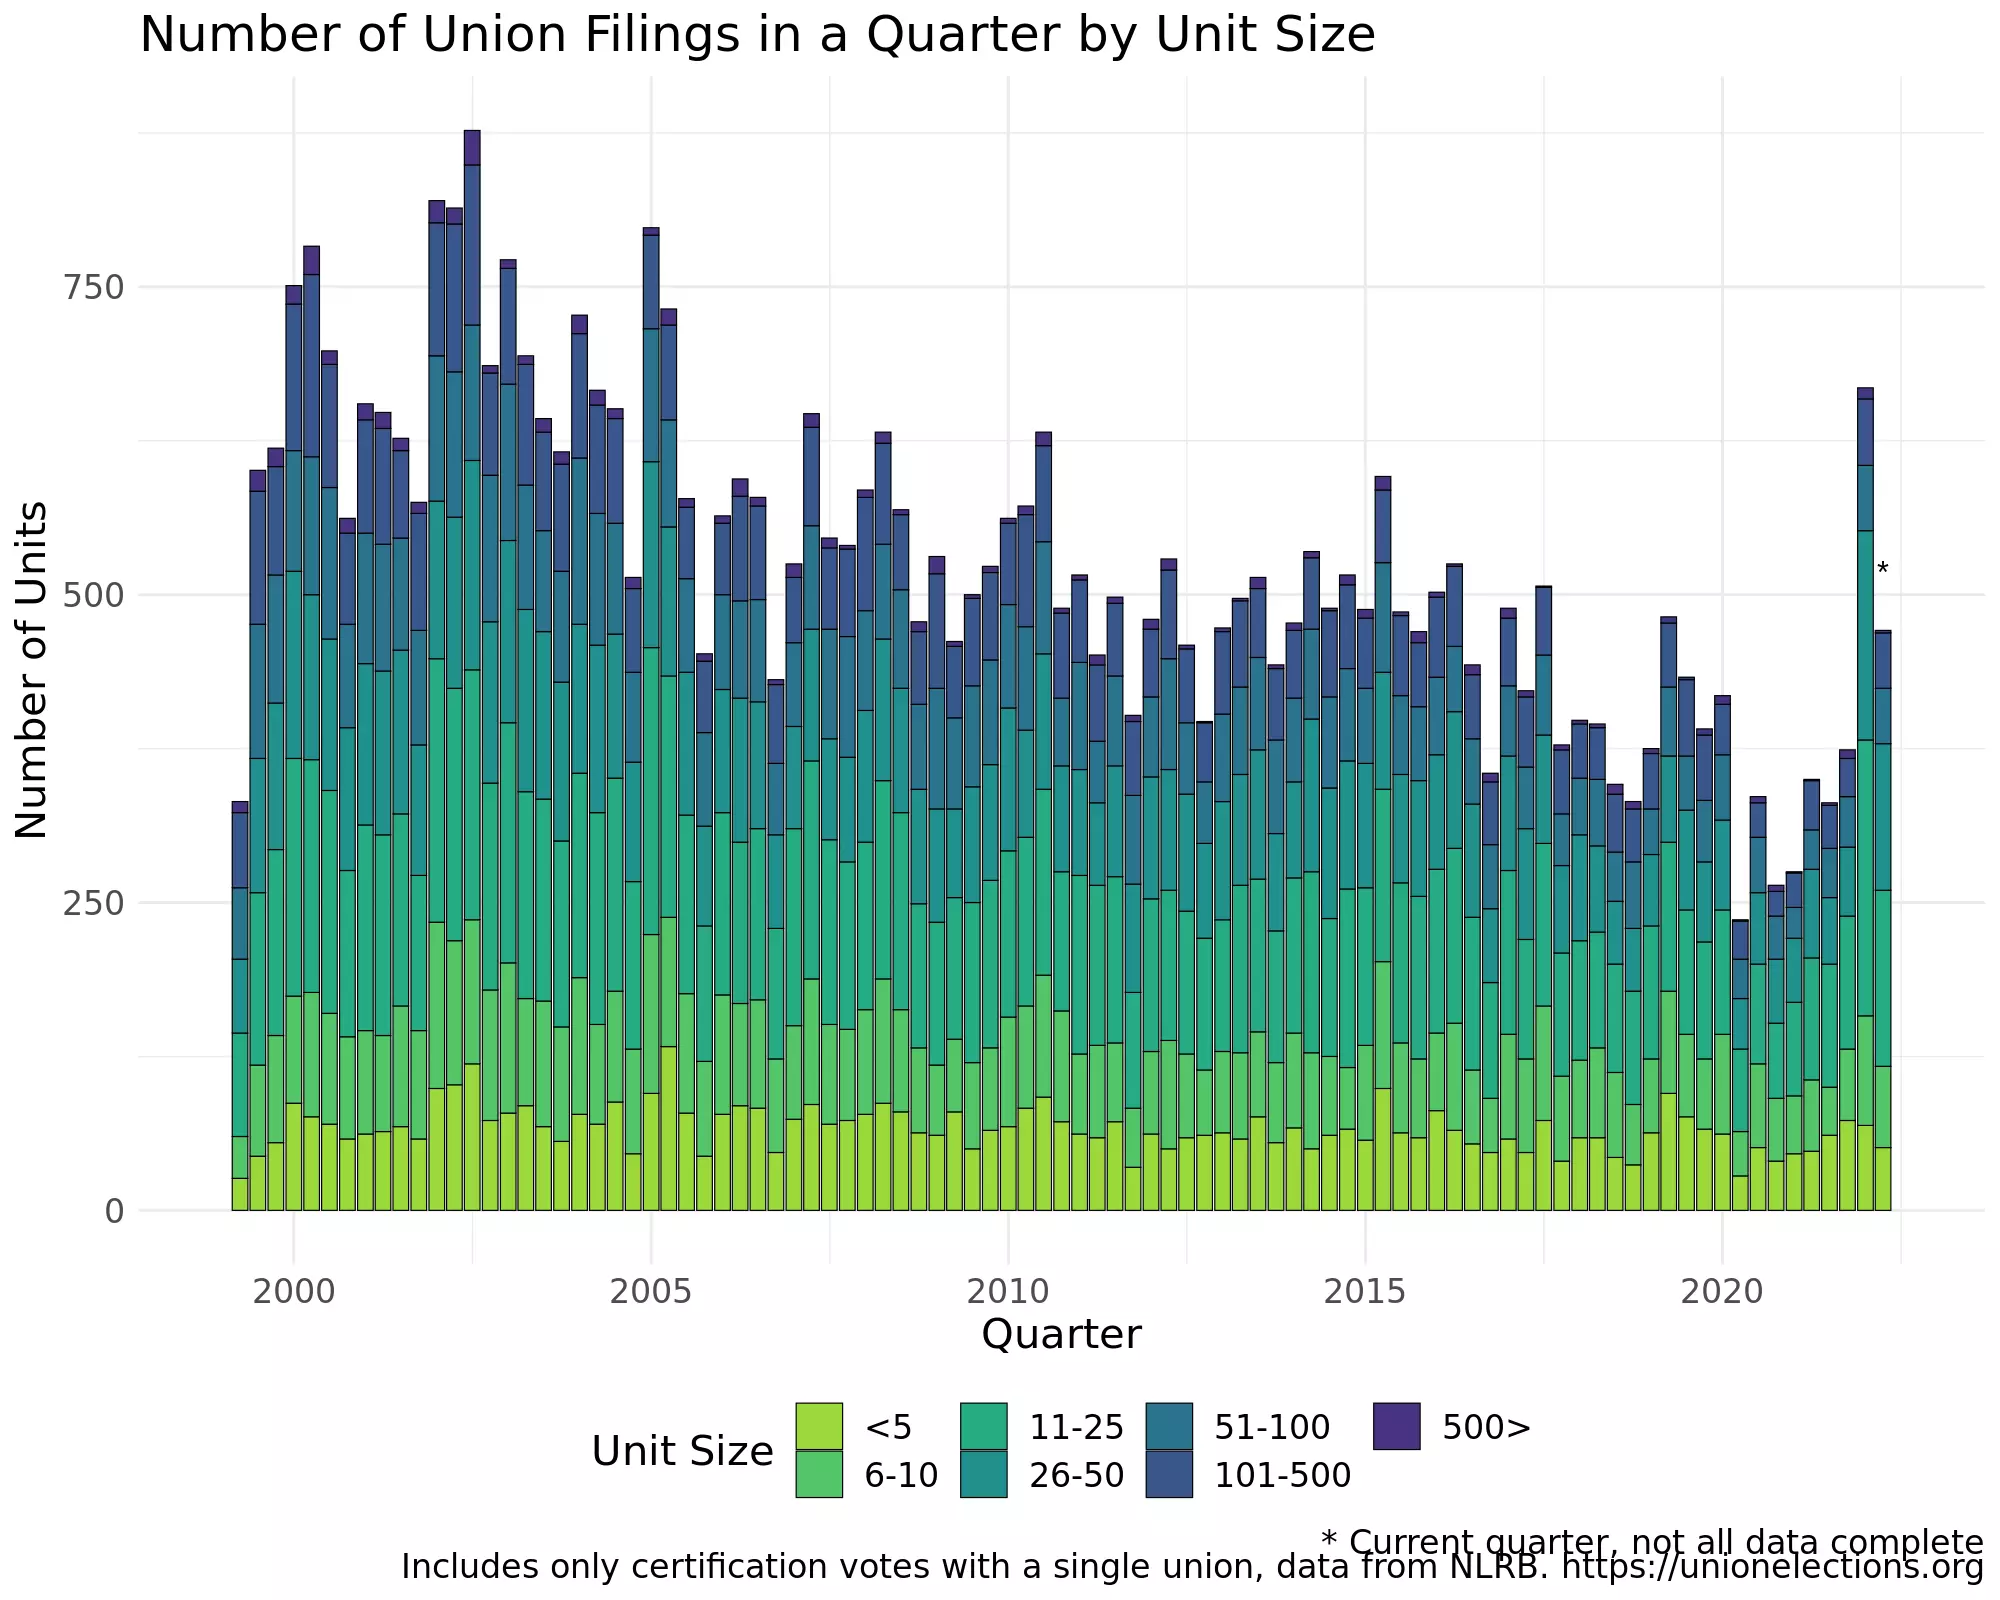 Number of Union Filings in a Quarter by Unit Size
Number of Units
750
500
250
0
*
2000 2005 2010 2015 2020
Quarter
Unit Size
<5 11-25 51-100 500>
6-10 26-50 101-500
* Current quarter, not all data complete
Includes only certification votes with a single union, data from NLRB. https://unionelections.org